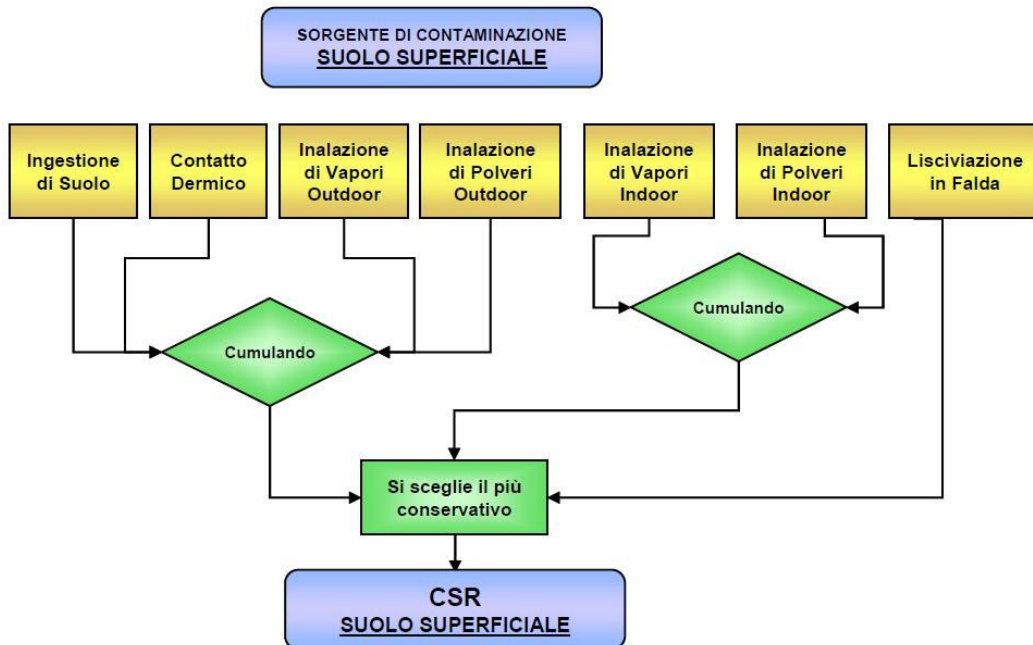 SORGENTE DI CONTAMINAZIONE
SUOLO SUPERFICIALE
Ingestione
di Suolo
Contatto
Dermico
Inalazione
di Vapori
Outdoor
Inalazione
di Polveri
Outdoor
Inalazione
di Vapori
Indoor
Inalazione
di Polveri
Indoor
Lisciviazione
in Falda
Cumulando
Cumulando
Si sceglie il più
conservativo
CSR
SUOLO SUPERFICIALE